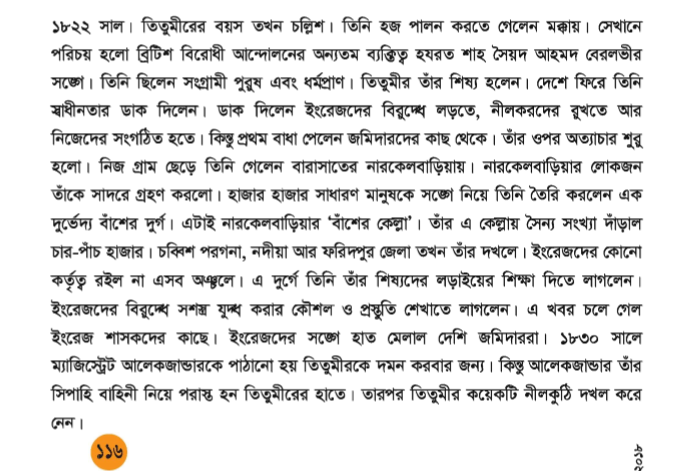 ১৮২২ সাল। তিতুমীরের বয়স তখন চল্লিশ। তিনি হজ পালন করতে গেলেন মক্কায়। সেখানে
পরিচয় হলো ব্রিটিশ বিরোধী আন্দোলনের অন্যতম ব্যক্তিত্ব হযরত শাহ সৈয়দ আহমদ বেরলভীর
সঙ্গে। তিনি ছিলেন সংগ্রামী পুরুষ এবং ধর্মপ্রাণ। তিতুমীর তাঁর শিষ্য হলেন। দেশে ফিরে তিনি
স্বাধীনতার ডাক দিলেন। ডাক দিলেন ইংরেজদের বিরুদ্ধে লড়তে, নীলকরদের রুখতে আর
নিজেদের সংগঠিত হতে। কিন্তু প্রথম বাধা পেলেন জমিদারদের কাছ থেকে। তাঁর ওপর অত্যাচার শুরু
হলো। নিজ গ্রাম ছেড়ে তিনি গেলেন বারাসাতের নারকেলবাড়িয়ায়। নারকেলবাড়িয়ার লোকজন
তাঁকে সাদরে গ্রহণ করলো। হাজার হাজার সাধারণ মানুষকে সঙ্গে নিয়ে তিনি তৈরি করলেন এক
দুর্ভেদ্য বাঁশের দুর্গ। এটাই নারকেলবাড়িয়ার ‘বাঁশের কেল্লা’। তাঁর এ কেল্লায় সৈন্য সংখ্যা দাঁড়াল
চার-পাঁচ হাজার। চব্বিশ পরগনা, নদীয়া আর ফরিদপুর জেলা তখন তাঁর দখলে। ইংরেজদের কোনো
কর্তৃত্ব রইল না এসব অঞ্চলে। এ দুর্গে তিনি তাঁর শিষ্যদের লড়াইয়ের শিক্ষা দিতে লাগলেন।
ইংরেজদের বিরুদ্ধে সশস্ত্র যুদ্ধ করার কৌশল ও প্রস্তুতি শেখাতে লাগলেন। এ খবর চলে গেল
ইংরেজ শাসকদের কাছে। ইংরেজদের সঙ্গে হাত মেলাল দেশি জমিদাররা। ১৮৩০ সালে
ম্যাজিস্ট্রেট আলেকজান্ডারকে পাঠানো হয় তিতুমীরকে দমন করবার জন্য। কিন্তু আলেকজান্ডার তাঁর
সিপাহি বাহিনী নিয়ে পরাস্ত হন তিতুমীরের হাতে। তারপর তিতুমীর কয়েকটি নীলকুঠি দখল করে
নেন।
১১৬
২০১৮